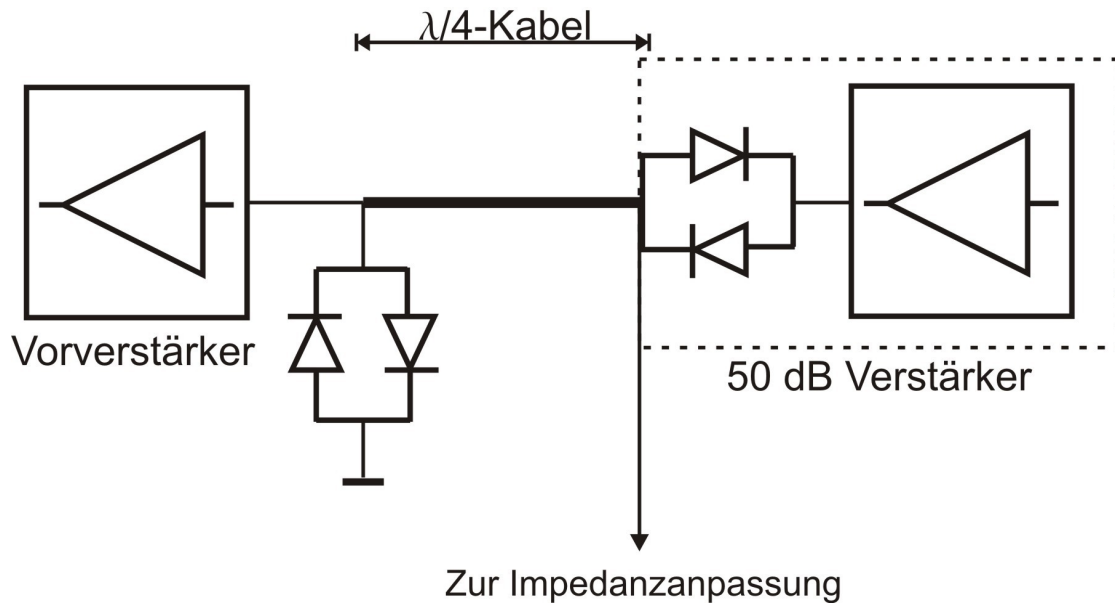 λ/4-Kabel
Vorverstärker
50 dB Verstärker
Zur Impedanzanpassung